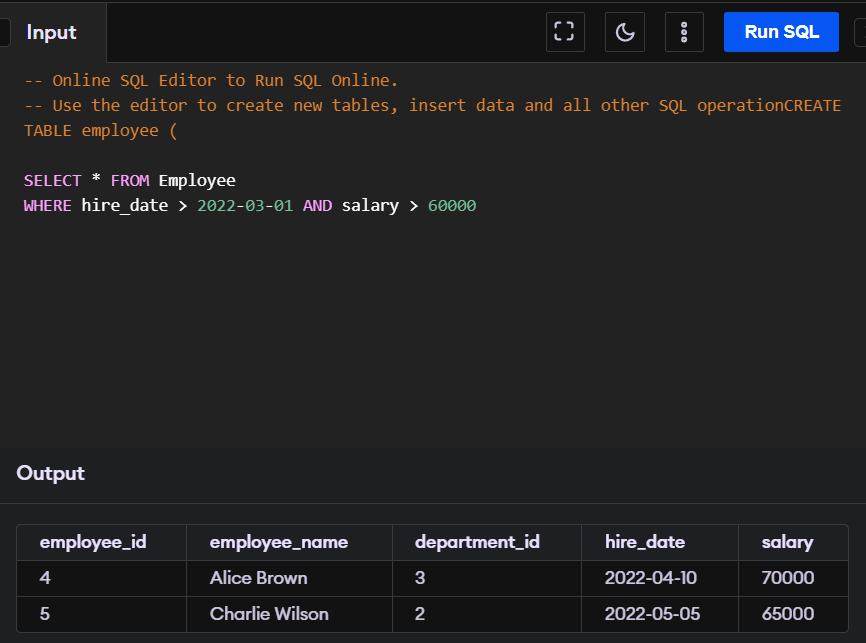 Input
Run SQL
-- Online SQL Editor to Run SQL Online.
-- Use the editor to create new tables, insert data and all other SQL operationCREATE
TABLE employee (
SELECT * FROM Employee
WHERE hire_date > 2022-03-01 AND salary > 60000
Output
employee_id employee_name department_id hire_date salary
4 Alice Brown 3 2022-04-10 70000
5 Charlie Wilson 2 2022-05-05 65000